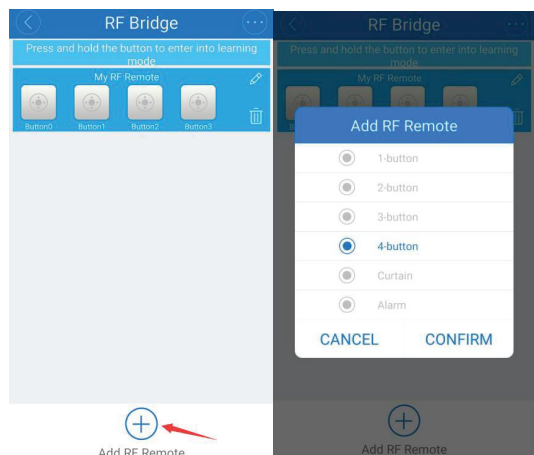 RF Bridge
Press and hold the button to enter into learning
mode
My RF Remote
Button0 Button1 Button2 Button3
Add RF Remote
RF Bridge
Press and hold the button to enter into learning
mode
My RF Remote
Add RF Remote
1-button
2-button
3-button
4-button
Curtain
Alarm
CANCEL CONFIRM
Add RF Remote